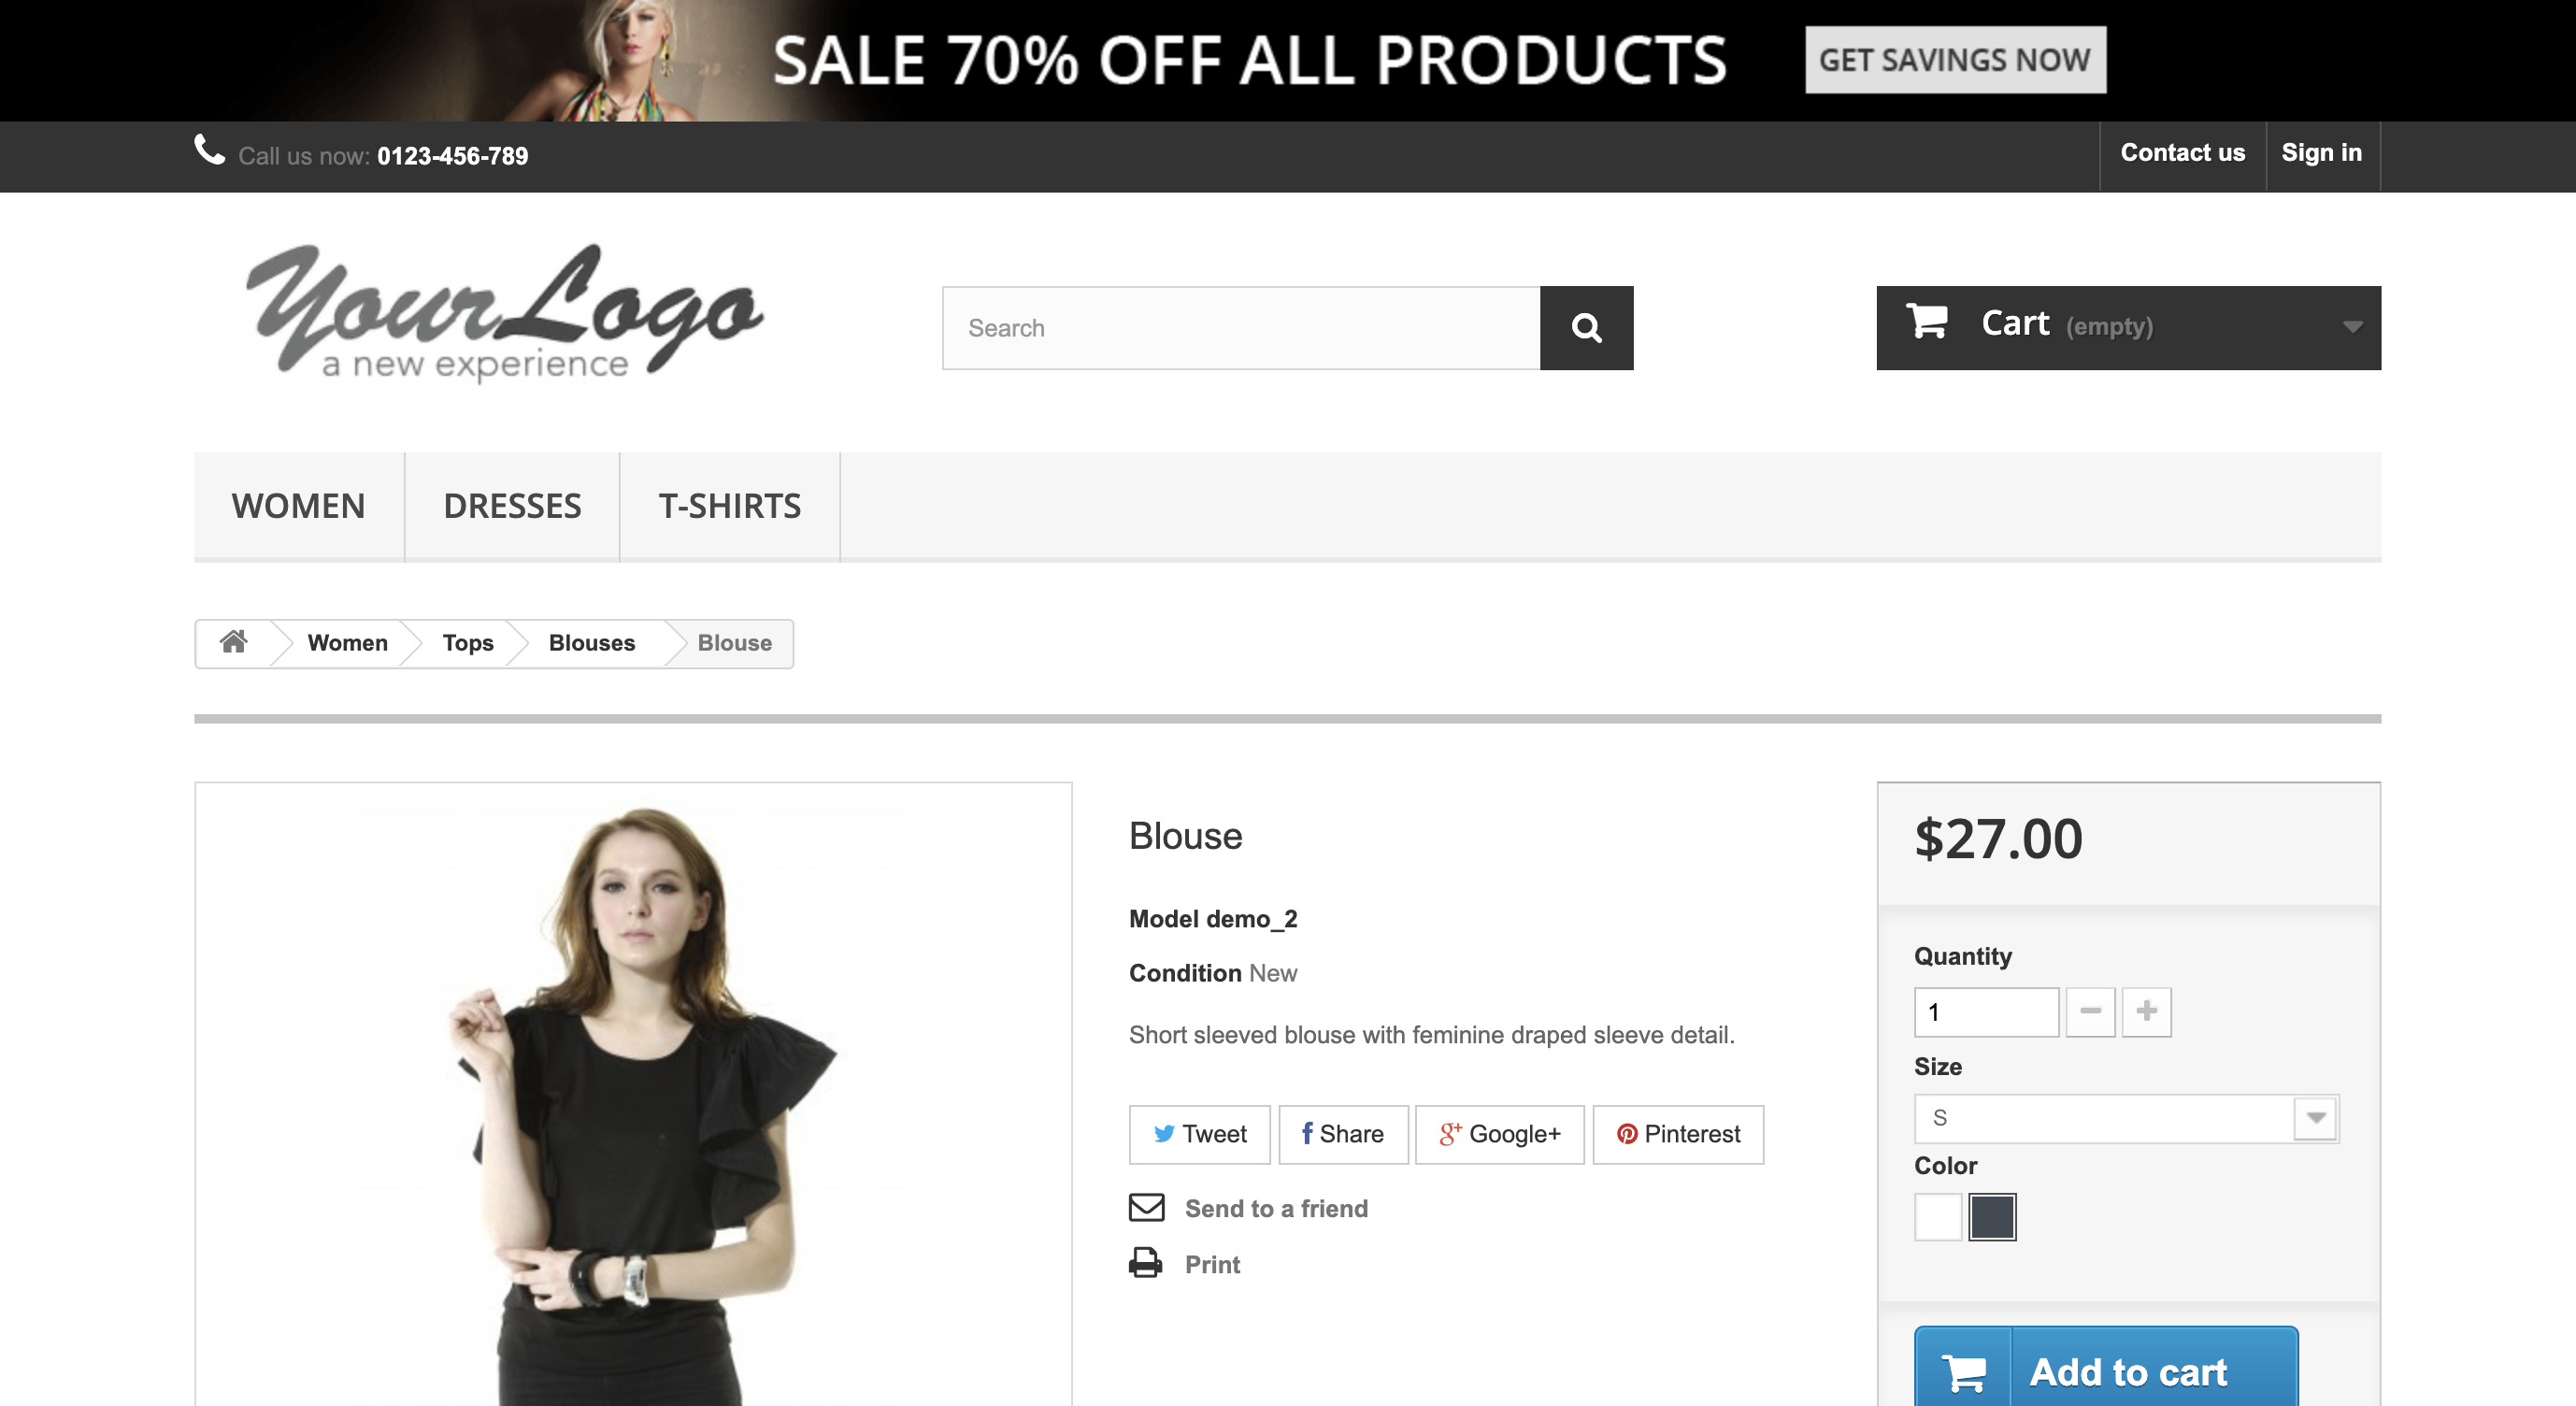 SALE 70% OFF ALL PRODUCTS GET SAVINGS NOW
Call us now: 0123-456-789 Contact us Sign in
YourLogo
a new experience
Search
Cart (empty)
WOMEN DRESSES T-SHIRTS
Women Tops Blouses Blouse
Blouse
Model demo_2
Condition New
Short sleeved blouse with feminine draped sleeve detail.
Tweet Share Google+ Pinterest
Send to a friend
Print
$27.00
Quantity
1
Size
S
Color
Add to cart